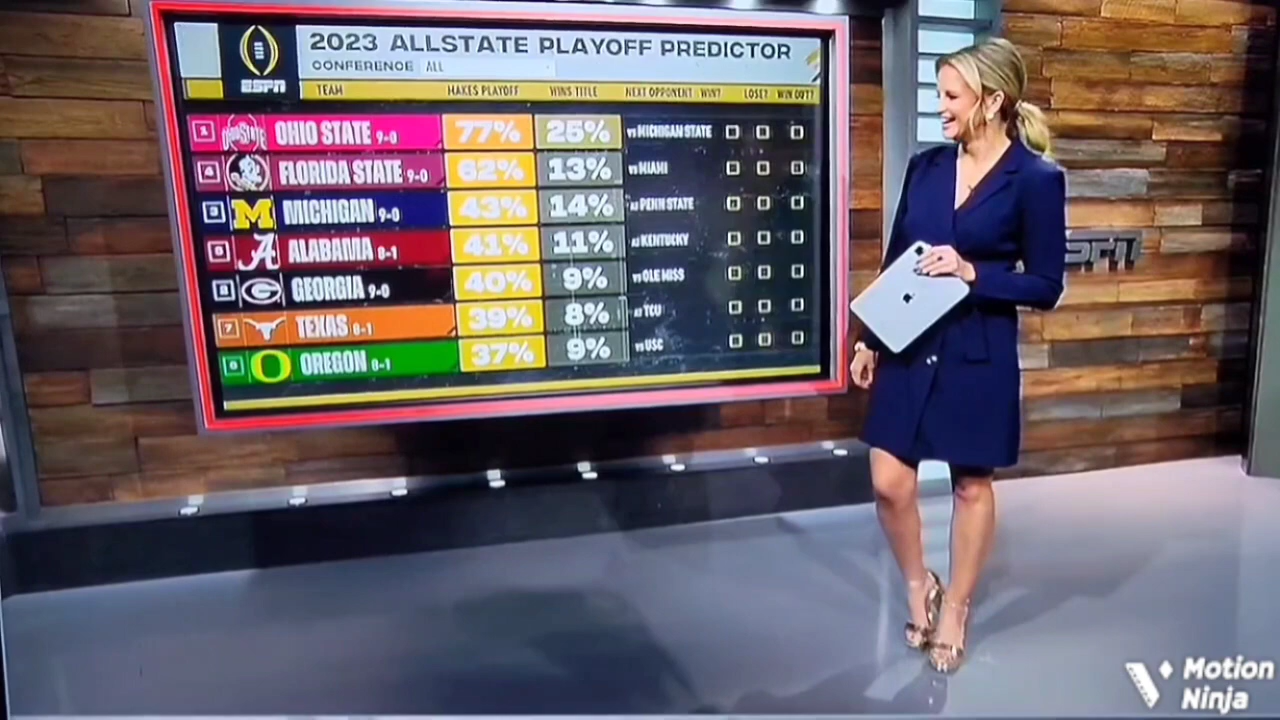 2023 ALLSTATE PLAYOFF PREDICTOR
CONFERENCE ALL
ESPN
TEAM MAKES PLAYOFF WINS TITLE NEXT OPPONENT WIN? LOSE? WIN OUT?
1 OHIO STATE 9-0 77% 25% vs MICHIGAN STATE
4 FLORIDA STATE 9-0 62% 13% vs MIAMI
3 M MICHIGAN 9-0 43% 14% at PENN STATE
A ALABAMA 8-1 41% 11% at KENTUCKY
G GEORGIA 9-0 40% 9% vs OLE MISS
7 TEXAS 8-1 39% 8% at TCU
O OREGON 8-1 37% 9% vs USC
ESPN
Motion
Ninja